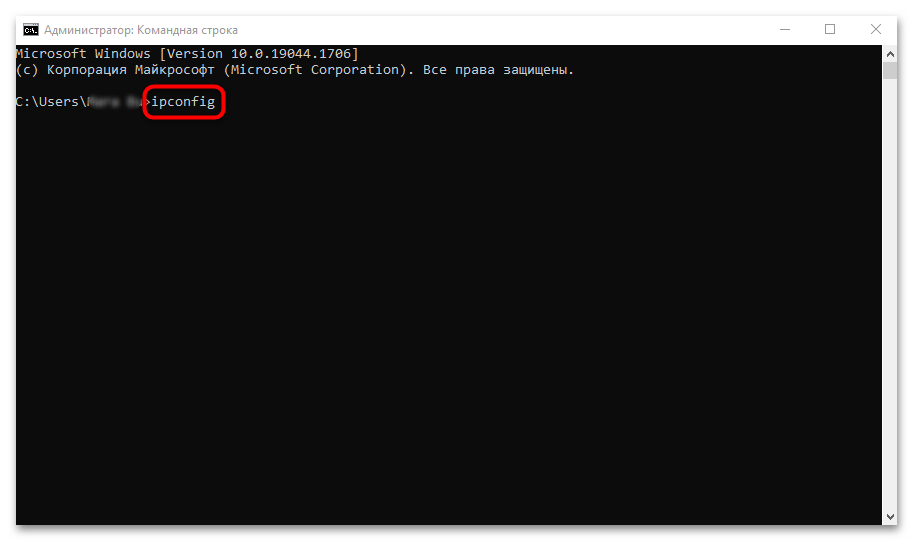 Администратор: Командная строка
Microsoft Windows [Version 10.0.19044.1706]
(c) Корпорация Майкрософт (Microsoft Corporation). Все права защищены.
C:\Users\ >ipconfig